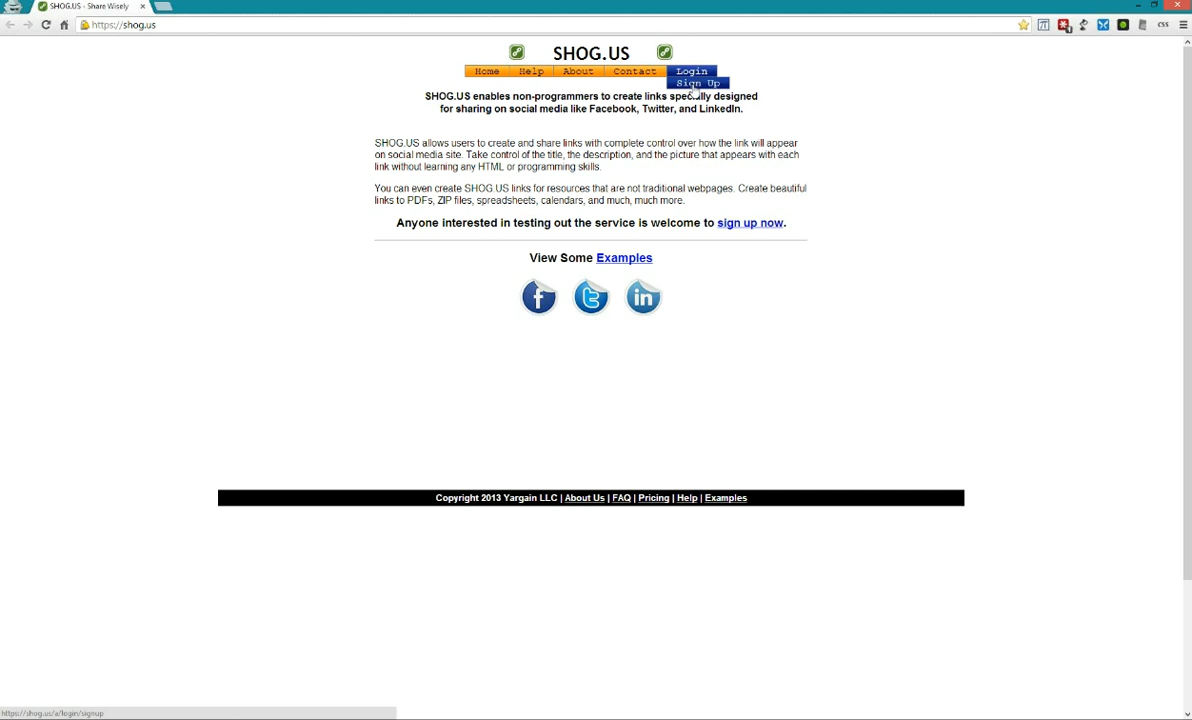 SHOG.US - Share Wisely
https://shog.us
CSS
SHOG.US
Home Help About Contact Login
Sign Up
SHOG.US enables non-programmers to create links specially designed
for sharing on social media like Facebook, Twitter, and LinkedIn.
SHOG.US allows users to create and share links with complete control over how the link will appear
on social media site. Take control of the title, the description, and the picture that appears with each
link without learning any HTML or programming skills.
You can even create SHOG.US links for resources that are not traditional webpages. Create beautiful
links to PDFs, ZIP files, spreadsheets, calendars, and much, much more.
Anyone interested in testing out the service is welcome to sign up now.
View Some Examples
f t in
Copyright 2013 Yargain LLC | About Us | FAQ | Pricing | Help | Examples
https://shog.us/a/login/signup